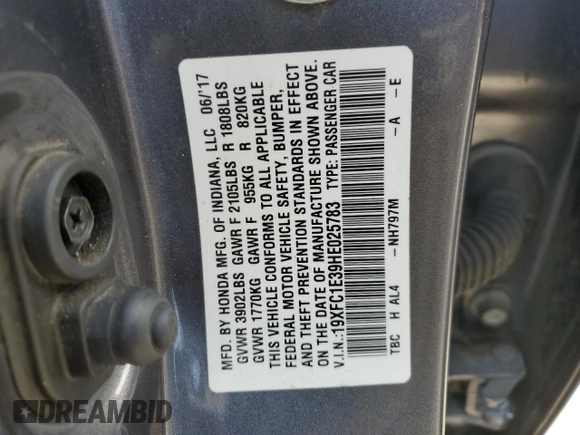 MFD. BY HONDA MFG. OF INDIANA, LLC 06/'17
GVWR 3902LBS GAWR F 2105LBS R 1808LBS
GVWR 1770KG GAWR F 955KG R 820KG
THIS VEHICLE CONFORMS TO ALL APPLICABLE
FEDERAL MOTOR VEHICLE SAFETY, BUMPER,
AND THEFT PREVENTION STANDARDS IN EFFECT
ON THE DATE OF MANUFACTURE SHOWN ABOVE.
V.I.N.: 19XFC1E39HE025783 TYPE: PASSENGER CAR
TBC H AL4 -NH797M -A -E
DREAMBID